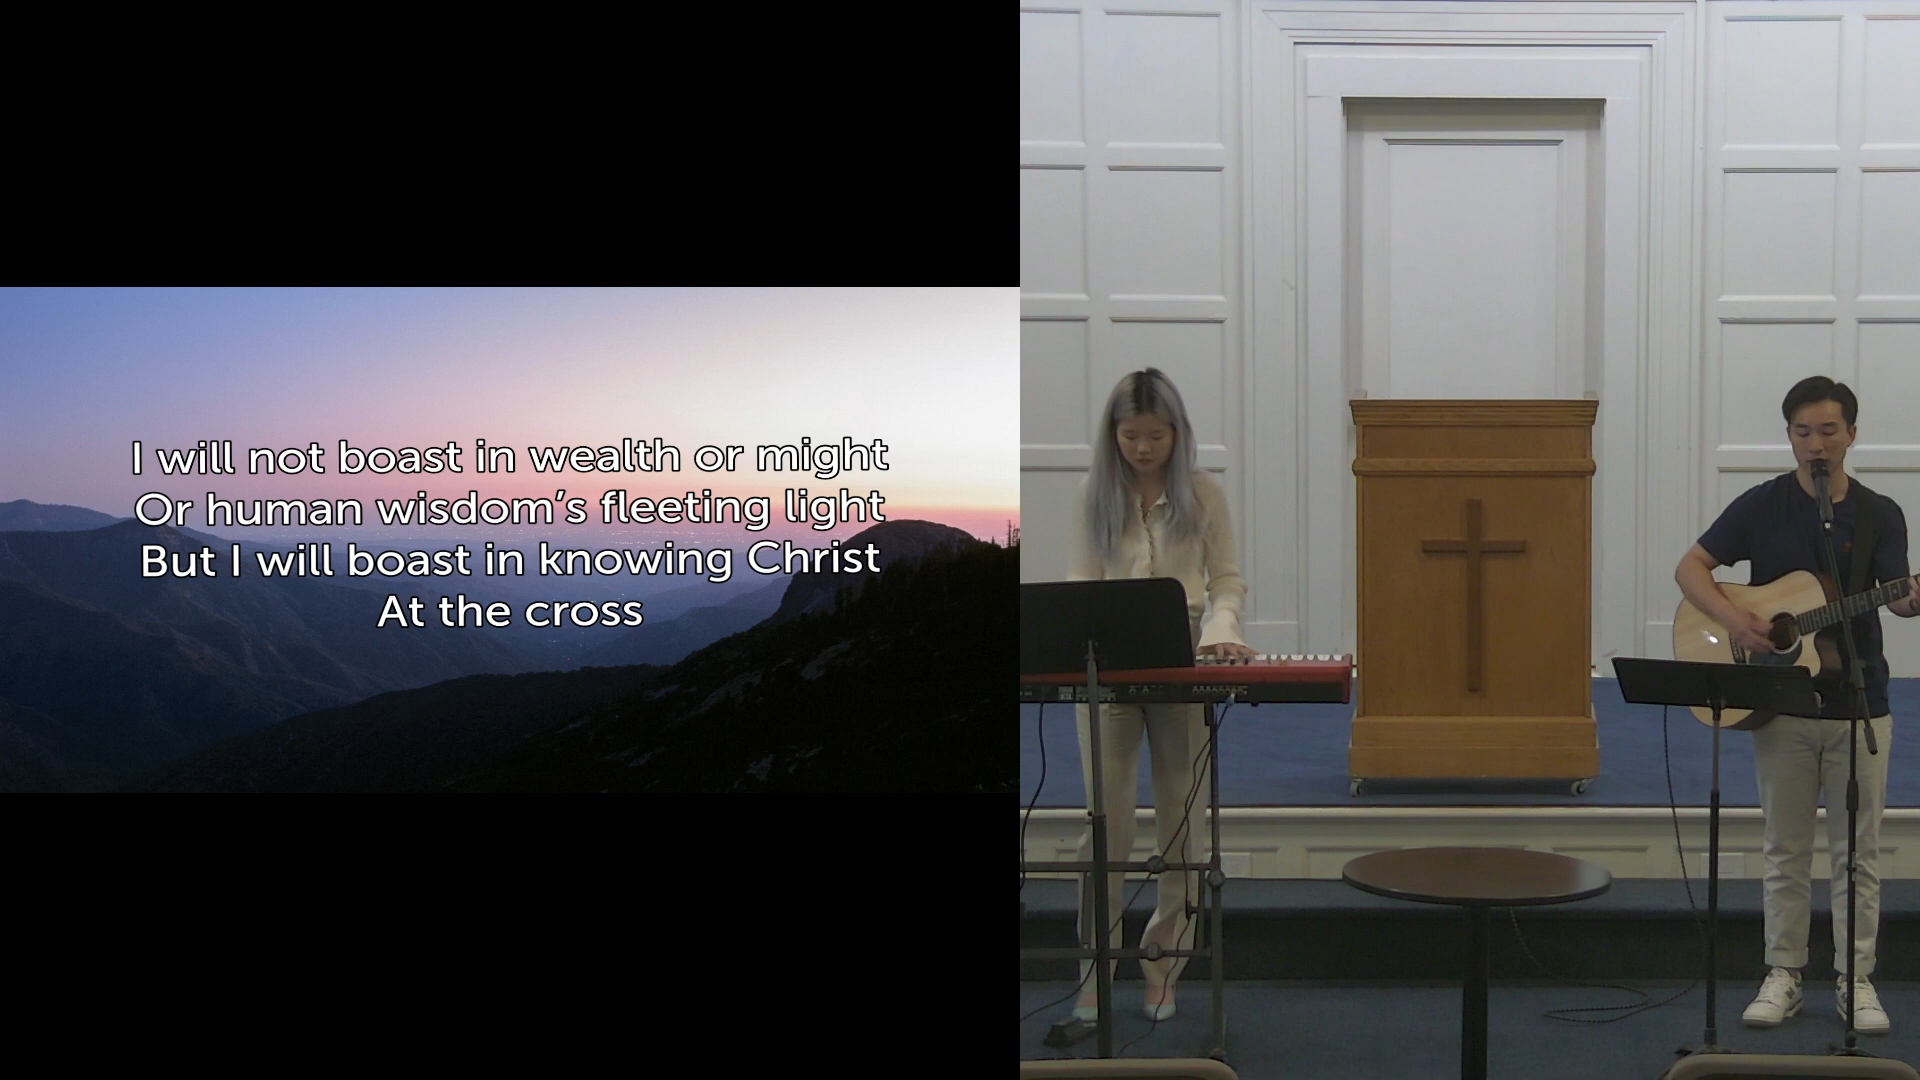 I will not boast in wealth or might
Or human wisdom's fleeting light
But I will boast in knowing Christ
At the cross